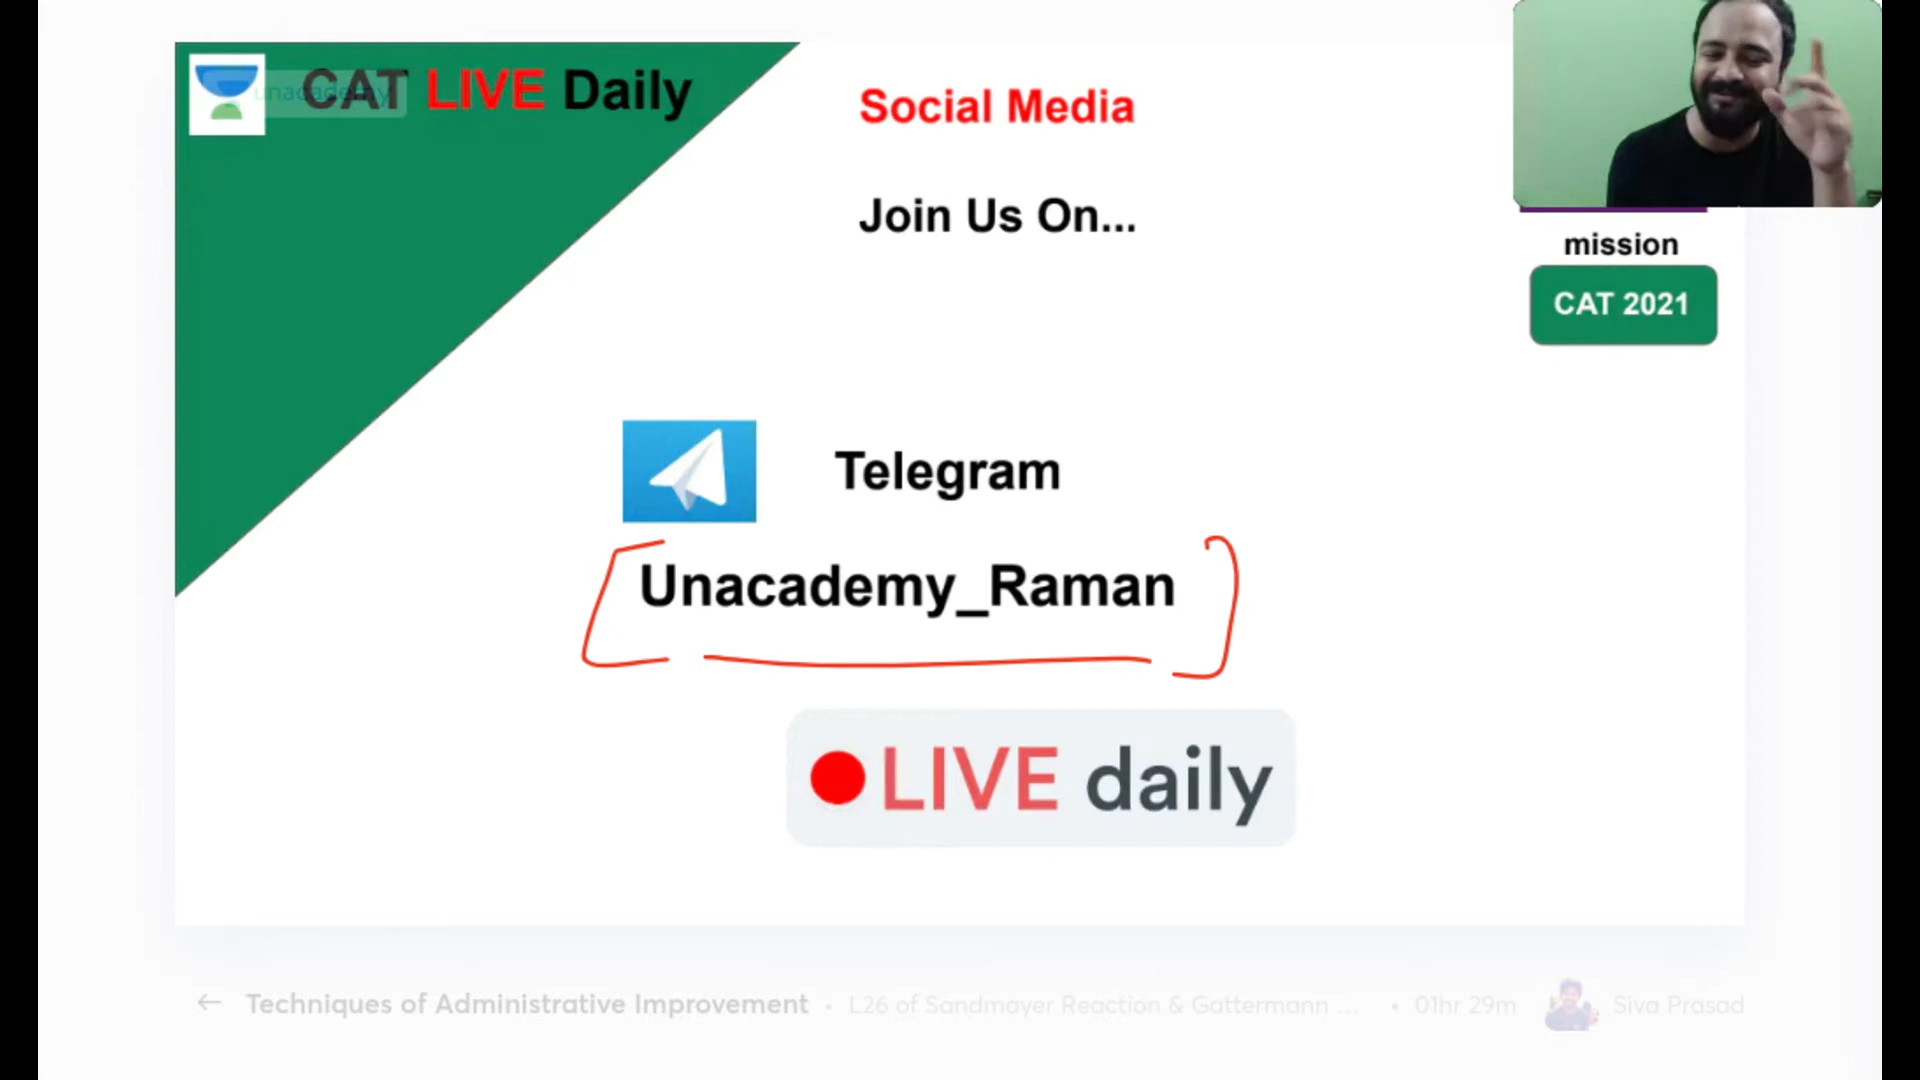 unacademy
CAT LIVE Daily
Social Media
Join Us On...
mission
CAT 2021
Telegram
Unacademy_Raman
LIVE daily
← Techniques of Administrative Improvement • L26 of Sandmayer Reaction & Gattermann ... • 01hr 29m Siva Prasad